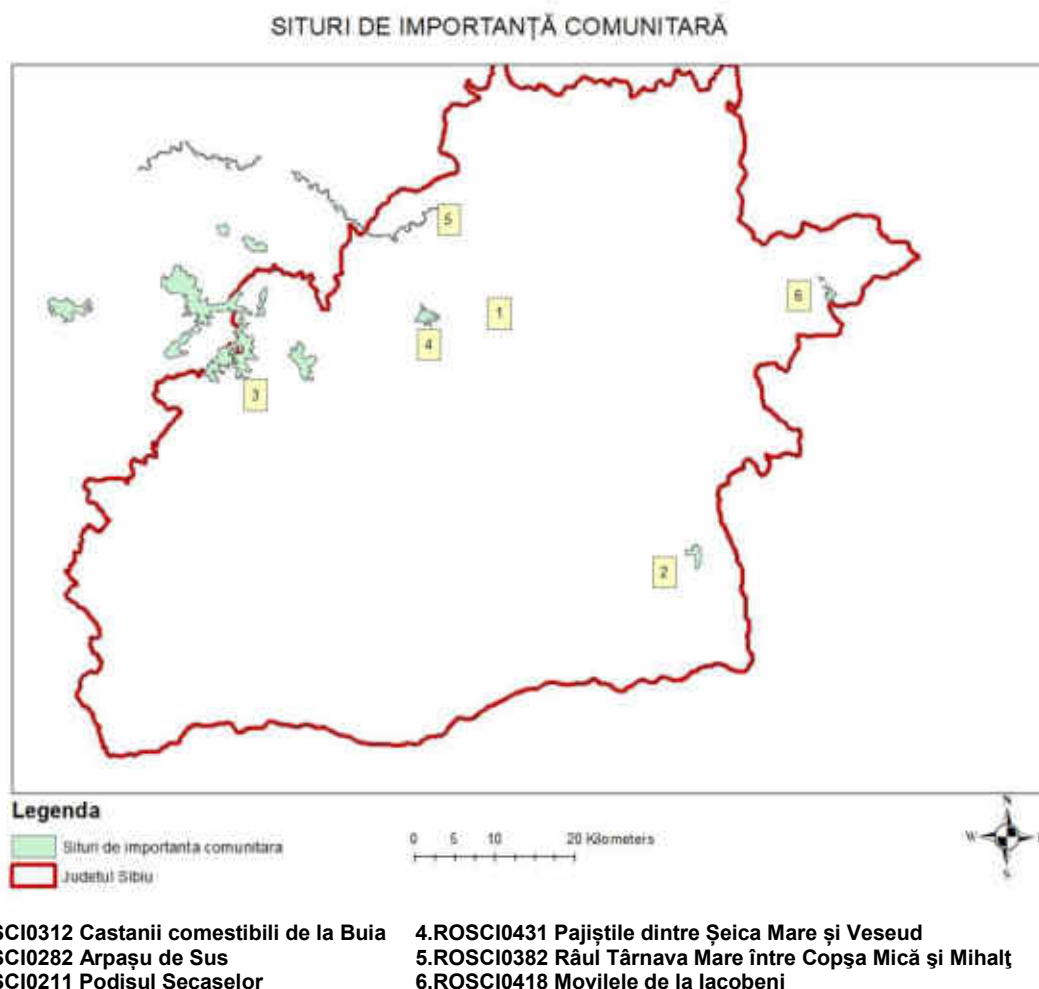 SITURI DE IMPORTANȚĂ COMUNITARĂ
5
6
1
4
3
2
Legenda
Situri de importanta comunitara
Judetul Sibiu
0 5 10 20 Kilometers
N
W
S
SCI0312 Castanii comestibili de la Buia 4.ROSCI0431 Pajiștile dintre Șeica Mare și Veseud
SCI0282 Arpașu de Sus 5.ROSCI0382 Râul Târnava Mare între Copşa Mică şi Mihalţ
SCI0211 Podisul Secaselor 6.ROSCI0418 Movilele de la Iacobeni